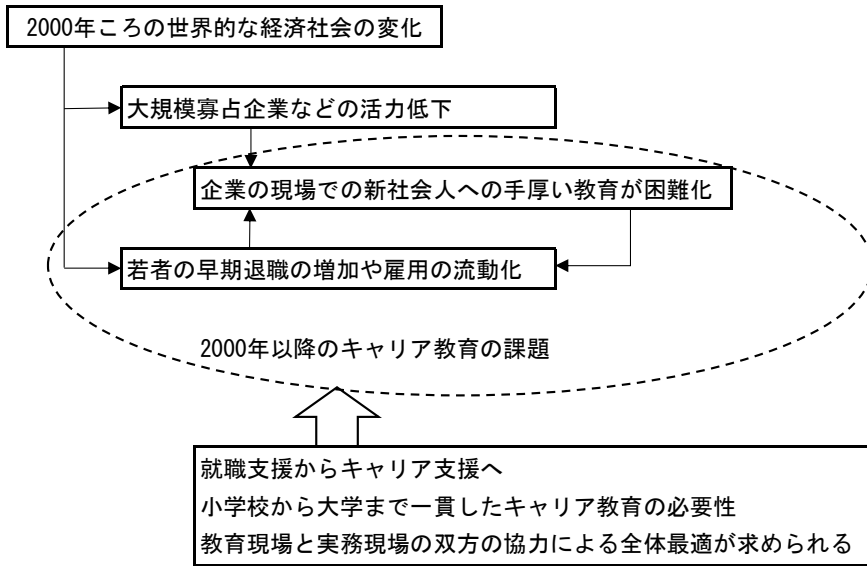 2000年ころの世界的な経済社会の変化
大規模寡占企業などの活力低下
企業の現場での新社会人への手厚い教育が困難化
若者の早期退職の増加や雇用の流動化
2000年以降のキャリア教育の課題
就職支援からキャリア支援へ
小学校から大学まで一貫したキャリア教育の必要性
教育現場と実務現場の双方の協力による全体最適が求められる